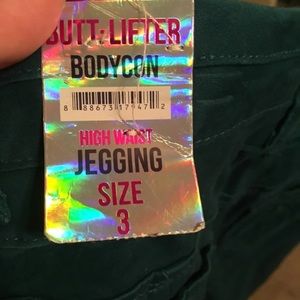 BUTT-LIFTER
BODYCON
8 88673 17947 2
HIGH WAIST
JEGGING
SIZE
3